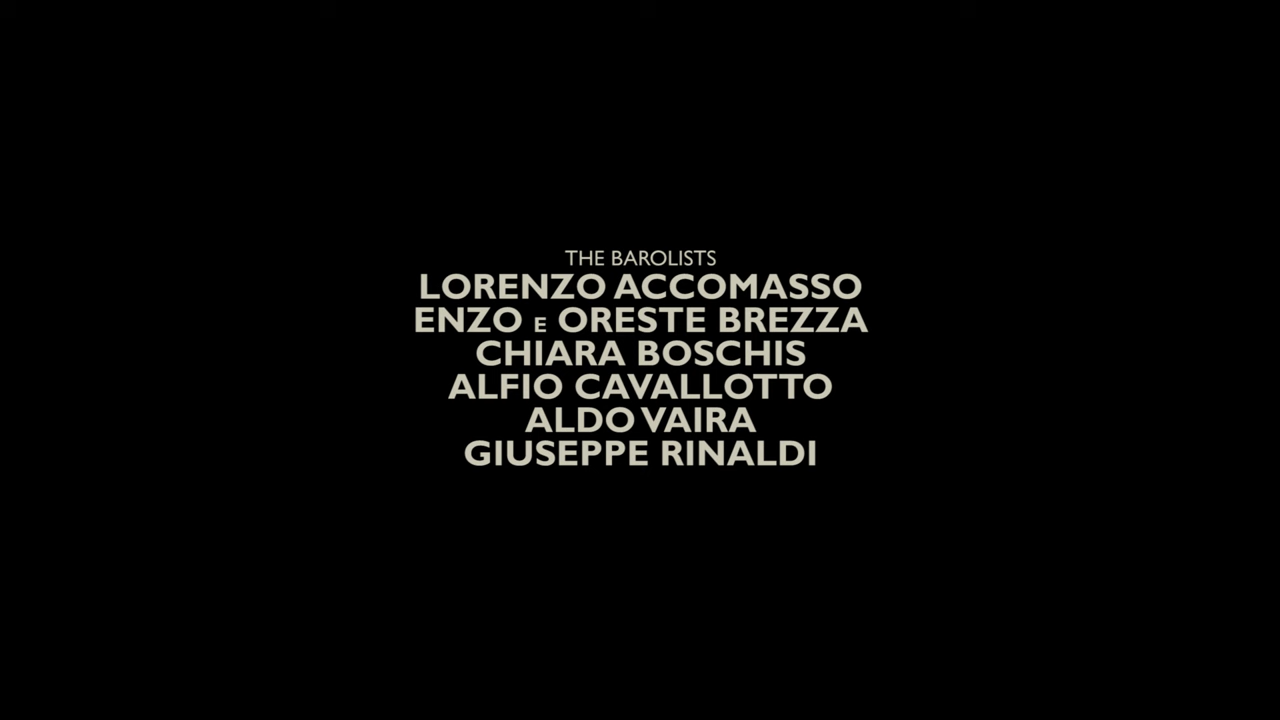 THE BAROLISTS
LORENZO ACCOMASSO
ENZO E ORESTE BREZZA
CHIARA BOSCHIS
ALFIO CAVALLOTTO
ALDO VAIRA
GIUSEPPE RINALDI